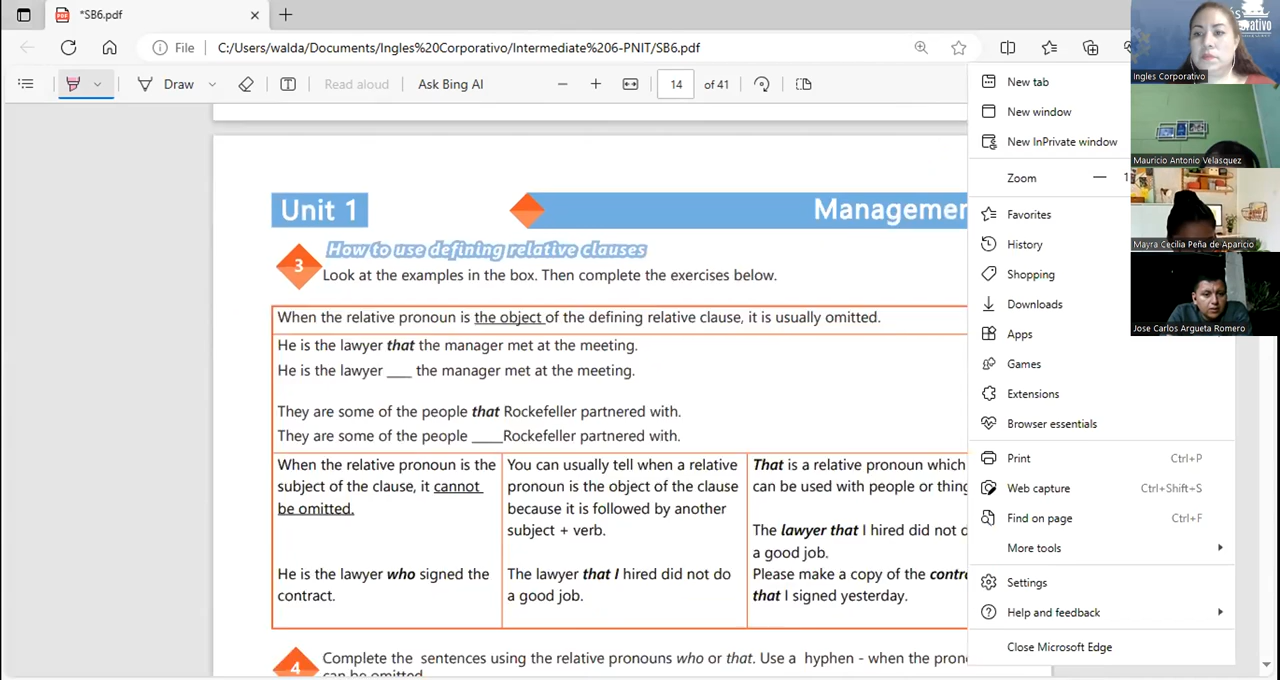 *SB6.pdf
File
C:/Users/walda/Documents/Ingles%20Corporativo/Intermediate%206-PNIT/SB6.pdf
Draw
Read aloud
Ask Bing AI
14 of 41
Unit 1
Managemen
3
How to use defining relative clauses
Look at the examples in the box. Then complete the exercises below.
When the relative pronoun is the object of the defining relative clause, it is usually omitted.
He is the lawyer that the manager met at the meeting.
He is the lawyer ____ the manager met at the meeting.
They are some of the people that Rockefeller partnered with.
They are some of the people _____Rockefeller partnered with.
When the relative pronoun is the
subject of the clause, it cannot
be omitted.
He is the lawyer who signed the
contract.
You can usually tell when a relative
pronoun is the object of the clause
because it is followed by another
subject + verb.
The lawyer that I hired did not do
a good job.
That is a relative pronoun which
can be used with people or thing
The lawyer that I hired did not d
a good job.
Please make a copy of the contra
that I signed yesterday.
4
Complete the sentences using the relative pronouns who or that. Use a hyphen - when the prono
can be omitted
New tab
New window
New InPrivate window
Zoom
Favorites
History
Shopping
Downloads
Apps
Games
Extensions
Browser essentials
Print Ctrl+P
Web capture Ctrl+Shift+S
Find on page Ctrl+F
More tools
Settings
Help and feedback
Close Microsoft Edge
Ingles Corporativo
Mauricio Antonio Velasquez
Mayra Cecilia Peña de Aparicio
Jose Carlos Argueta Romero